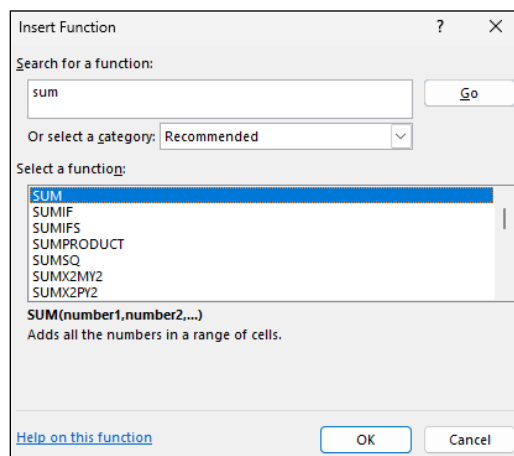 Insert Function ?
Search for a function:
sum
Go
Or select a category: Recommended
Select a function:
SUM
SUMIF
SUMIFS
SUMPRODUCT
SUMSQ
SUMX2MY2
SUMX2PY2
SUM(number1,number2,...)
Adds all the numbers in a range of cells.
Help on this function
OK
Cancel